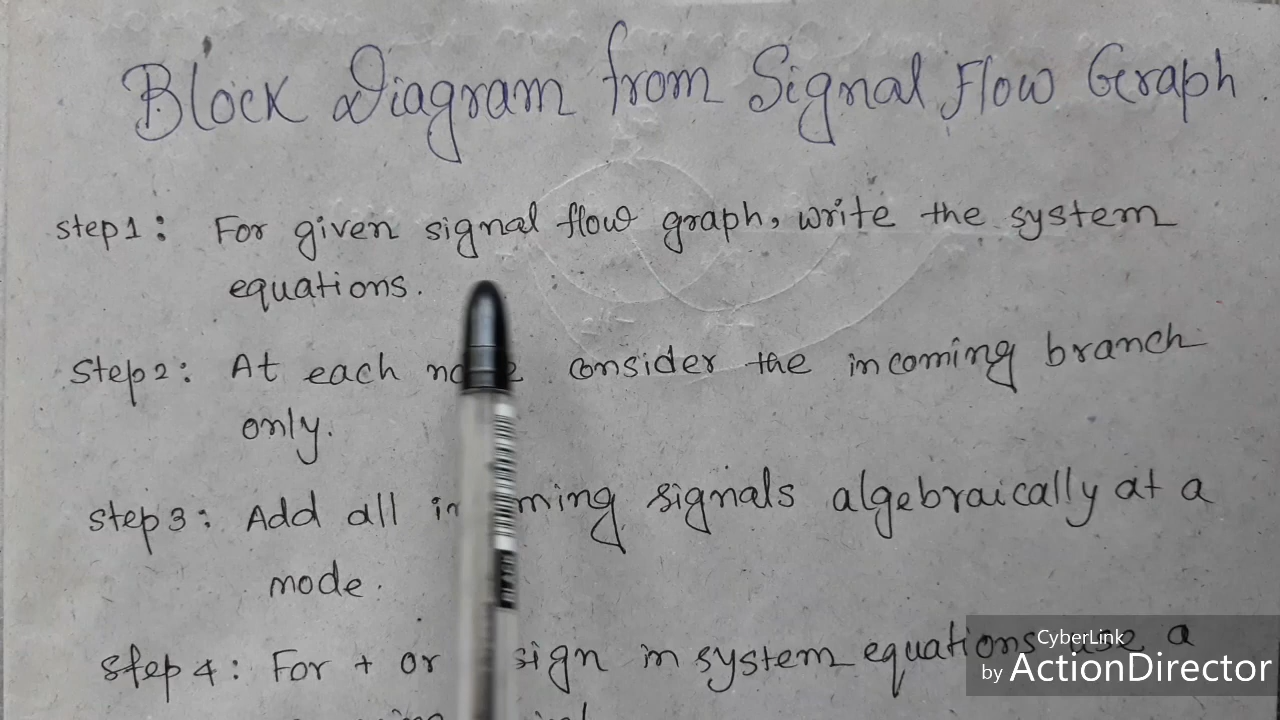 Block Diagram from Signal Flow Graph.
step1: For given signal flow graph, write the system
equations.
Step2: At each consider the incoming branch
only.
step3: Add all signals algebraically at a
mode.
step4: For + or sign in system equations use a
CyberLink
by ActionDirector